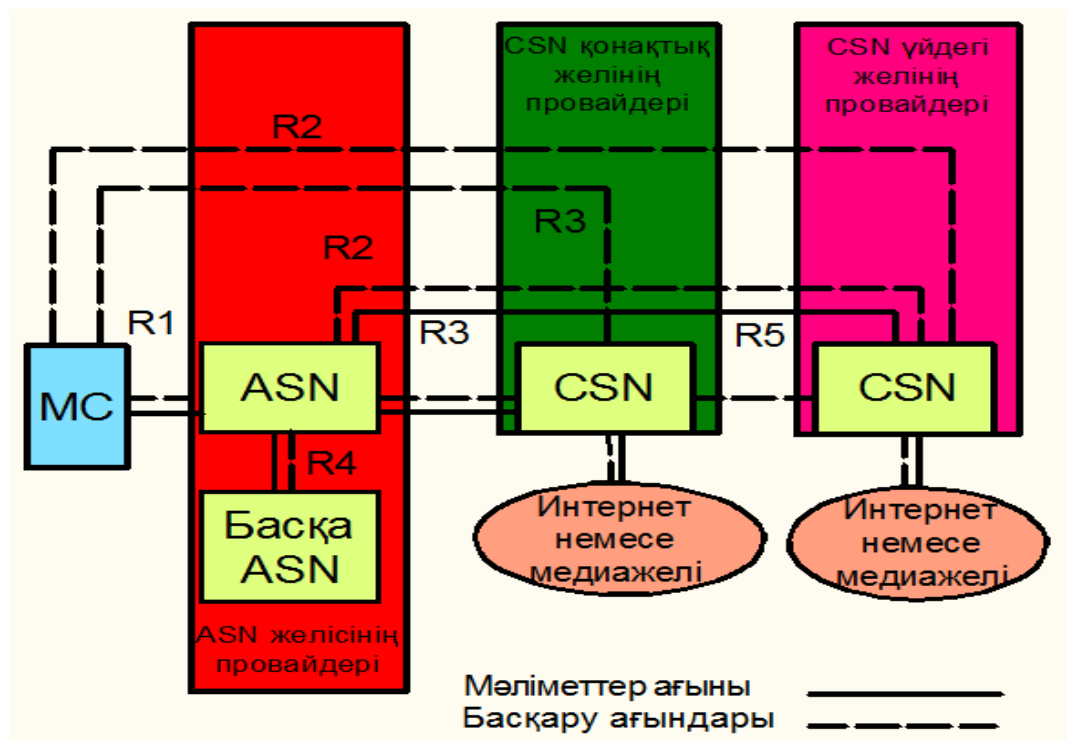 CSN қонақтық
желінің
провайдері
CSN үйдегі
желінің
провайдері
R2
R3
R2
R1
R3
R5
MC
ASN
CSN
CSN
R4
Басқа
ASN
Интернет
немесе
медиажелі
Интернет
немесе
медиажелі
ASN желісінің
провайдері
Мәліметтер ағыны
Басқару ағындары